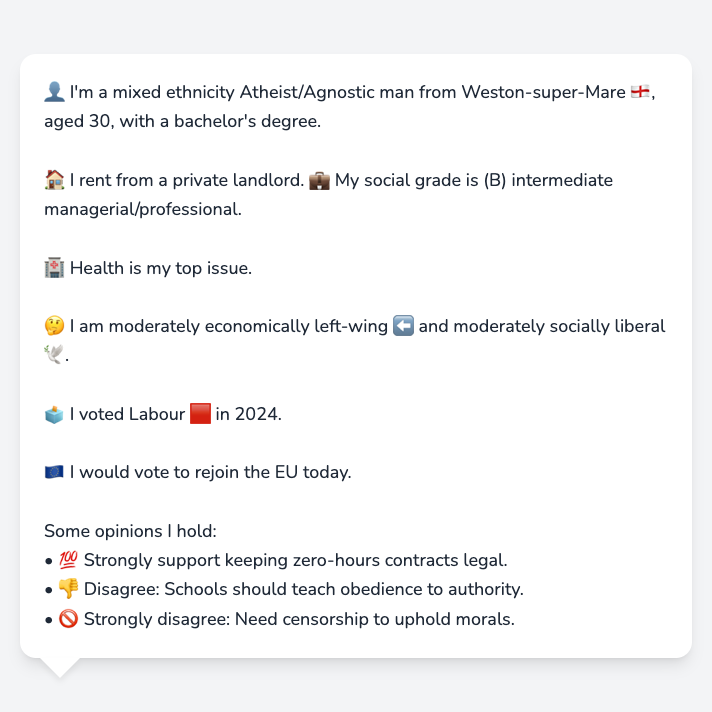 👤 I'm a mixed ethnicity Atheist/Agnostic man from Weston-super-Mare 🏴󠁧󠁢󠁥󠁮󠁧󠁿,
aged 30, with a bachelor's degree.
🏠 I rent from a private landlord. 💼 My social grade is (B) intermediate
managerial/professional.
🏥 Health is my top issue.
🤔 I am moderately economically left-wing ⬅️ and moderately socially liberal
🕊️.
🗳️ I voted Labour 🟥 in 2024.
🇪🇺 I would vote to rejoin the EU today.
Some opinions I hold:
• 💯 Strongly support keeping zero-hours contracts legal.
• 👎 Disagree: Schools should teach obedience to authority.
• 🚫 Strongly disagree: Need censorship to uphold morals.